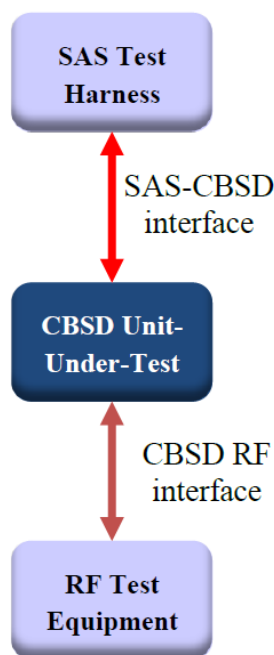 SAS Test
Harness
SAS-CBSD
interface
CBSD Unit-
Under-Test
CBSD RF
interface
RF Test
Equipment